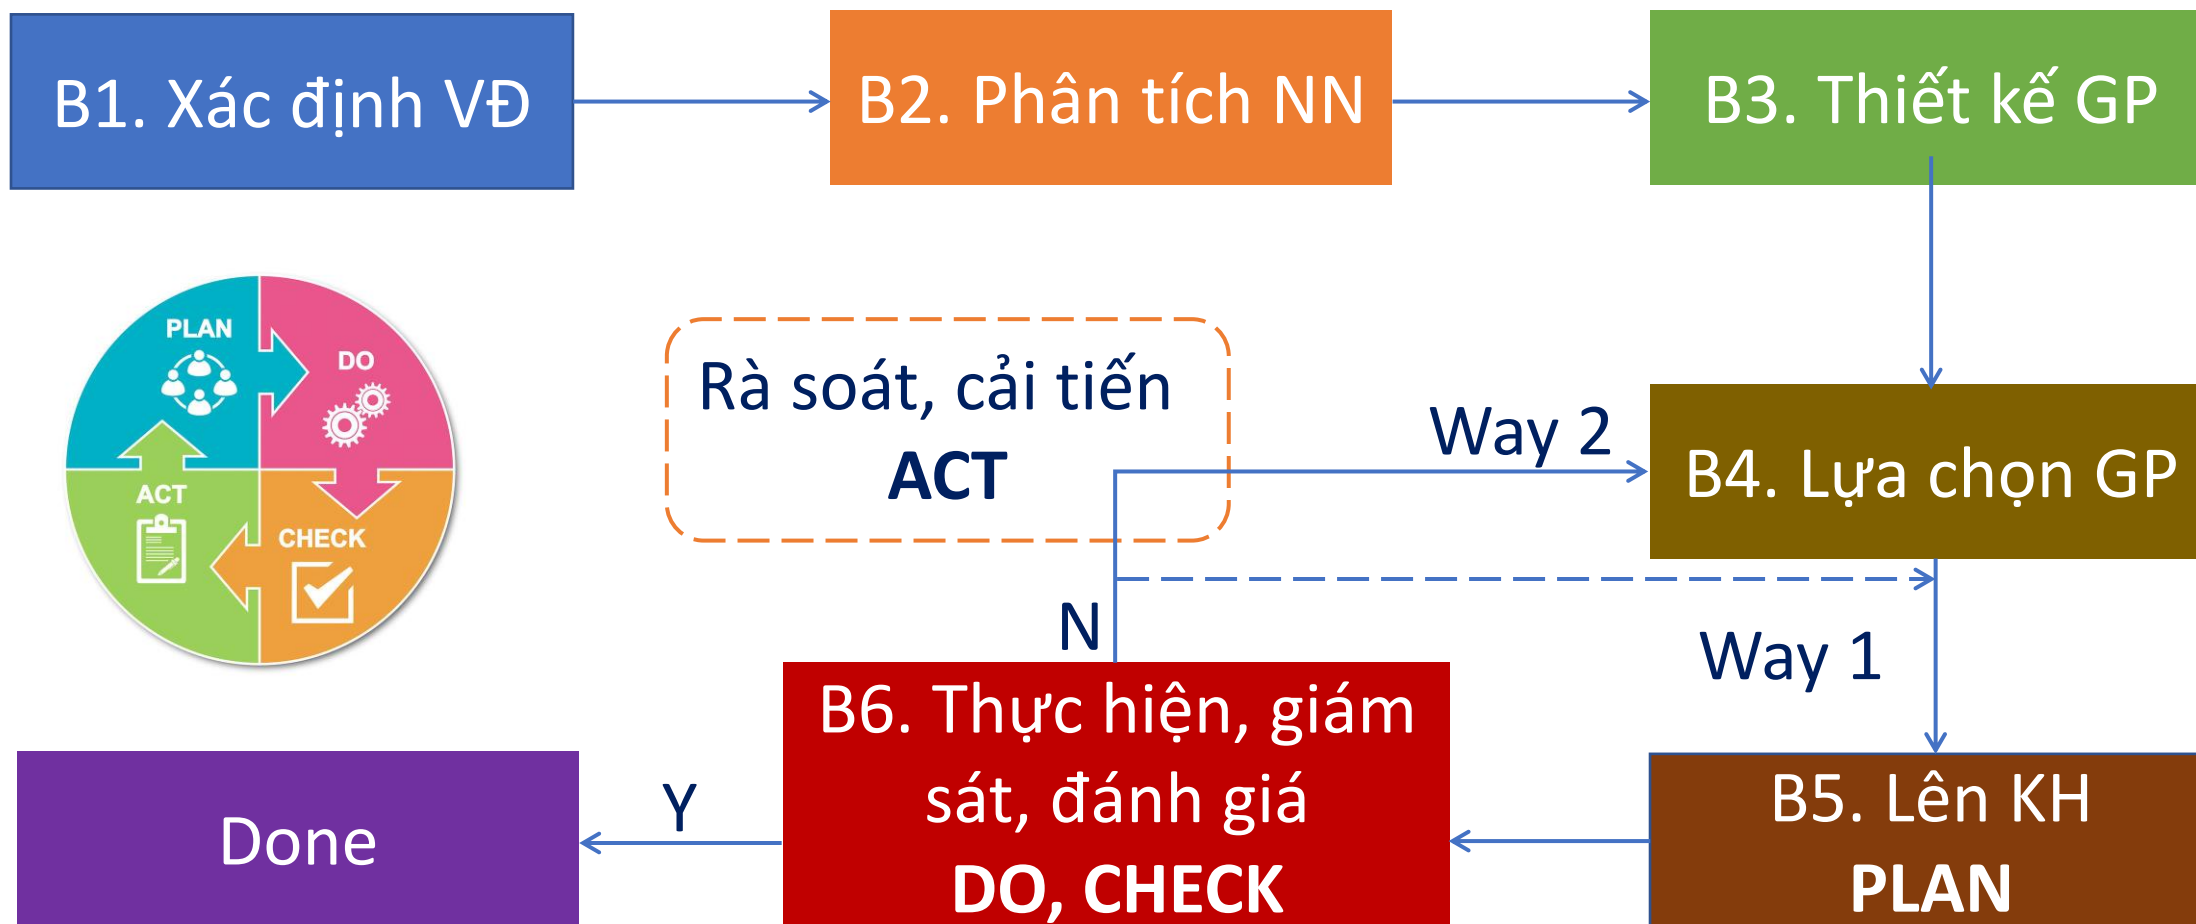 B1. Xác định VĐ
B2. Phân tích NN
B3. Thiết kế GP
PLAN
DO
ACT
CHECK
Rà soát, cải tiến
ACT
Way 2
B4. Lựa chọn GP
N
Way 1
B6. Thực hiện, giám
sát, đánh giá
DO, CHECK
B5. Lên KH
PLAN
Y
Done